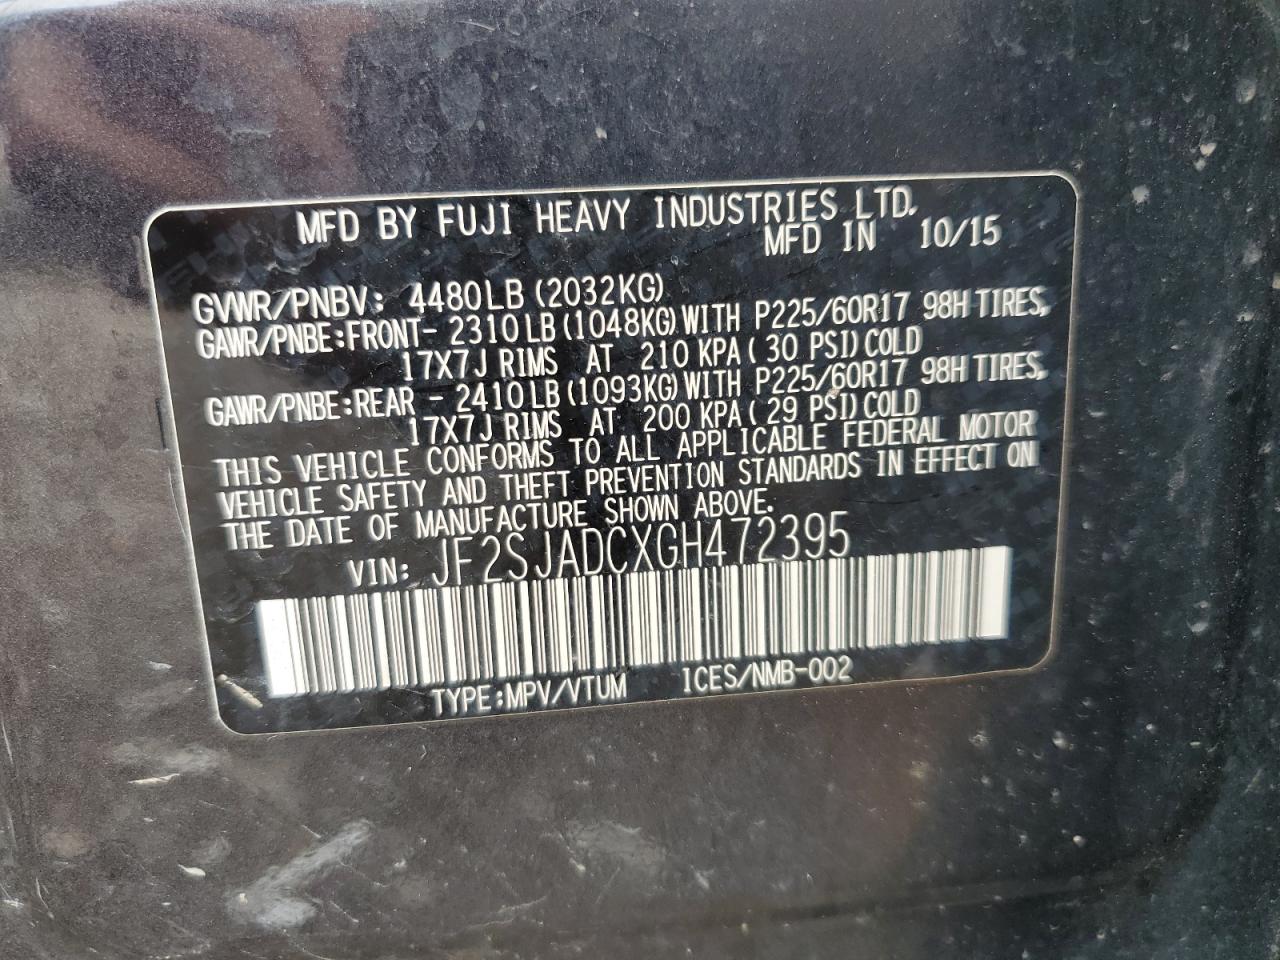 MFD BY FUJI HEAVY INDUSTRIES LTD.
MFD IN 10/15
GVWR/PNBV: 4480LB (2032KG)
GAWR/PNBE:FRONT- 2310 LB (1048KG) WITH P225/60R17 98H TIRES,
17X7J RIMS AT 210 KPA ( 30 PSI) COLD
GAWR/PNBE:REAR - 2410 LB (1093KG) WITH P225/60R17 98H TIRES,
17X7J RIMS AT 200 KPA ( 29 PSI) COLD
THIS VEHICLE CONFORMS TO ALL APPLICABLE FEDERAL MOTOR
VEHICLE SAFETY AND THEFT PREVENTION STANDARDS IN EFFECT ON
THE DATE OF MANUFACTURE SHOWN ABOVE.
VIN: JF2SJADCXGH472395
TYPE:MPV/VTUM ICES/NMB-002